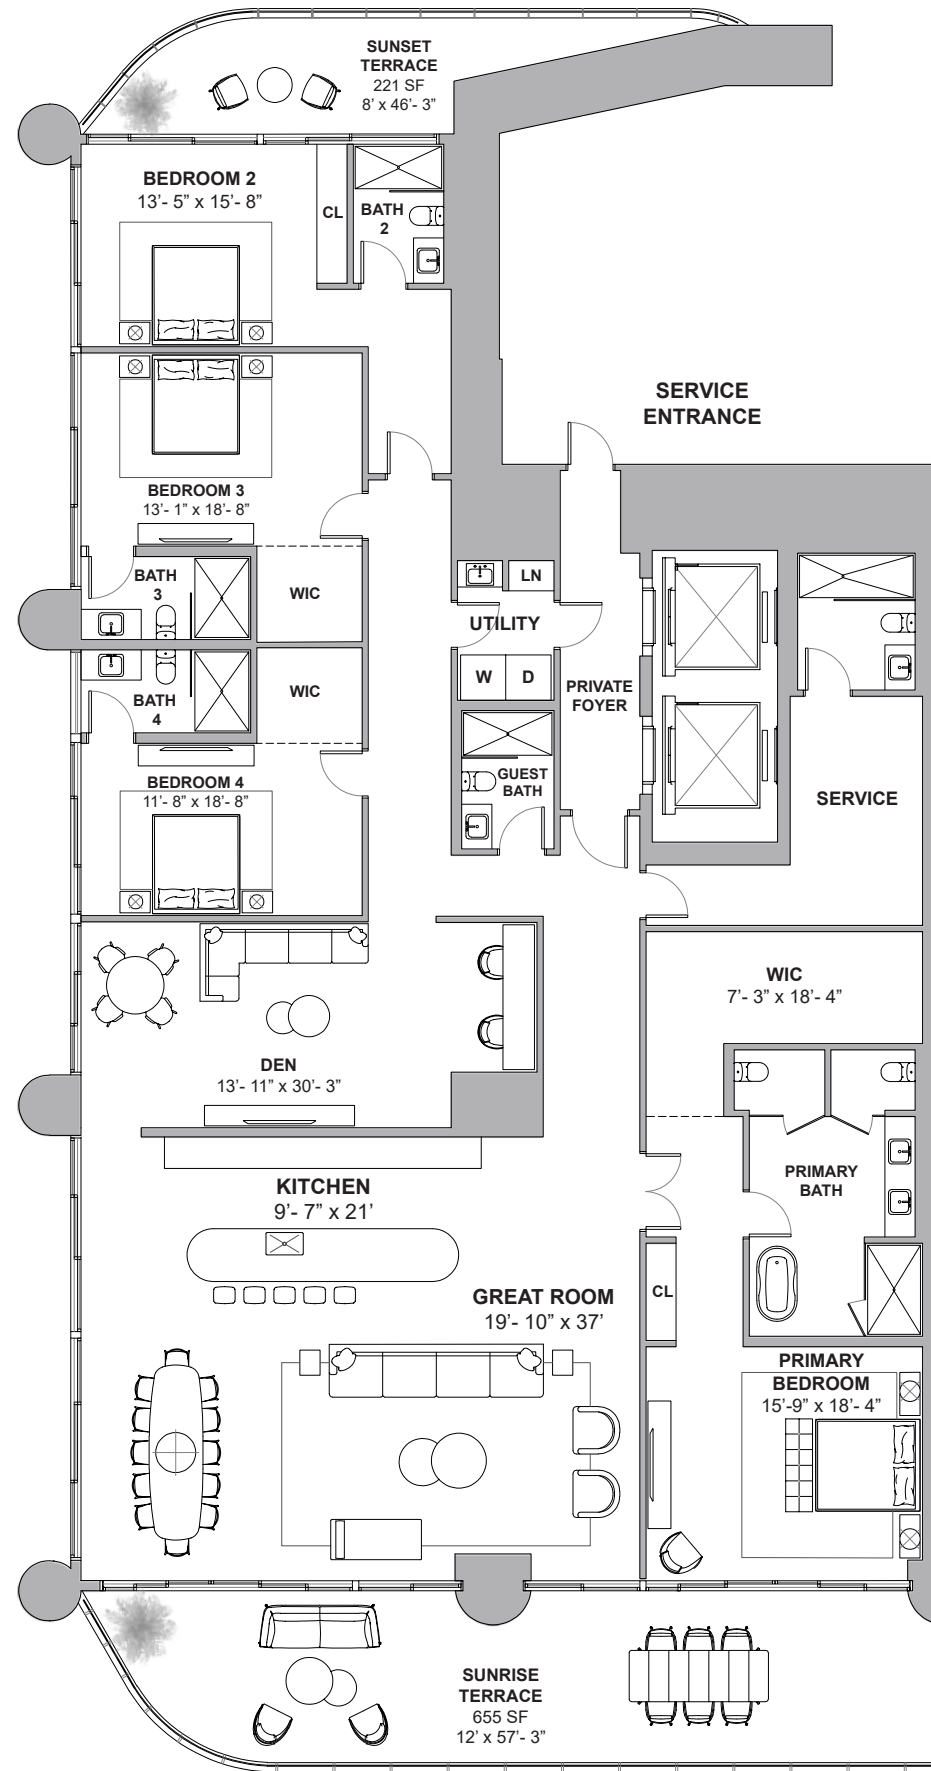 SUNSET
TERRACE
221 SF
8’ x 46’- 3”
BEDROOM 2
13’- 5” x 15’- 8”
CL
BATH
2
SERVICE
ENTRANCE
BEDROOM 3
13’- 1” x 18’- 8”
BATH
3
WIC
LN
UTILITY
W
D
PRIVATE
FOYER
WIC
BATH
4
GUEST
BATH
BEDROOM 4
11’- 8” x 18’- 8”
SERVICE
WIC
7’- 3” x 18’- 4”
DEN
13’- 11” x 30’- 3”
PRIMARY
BATH
KITCHEN
9’- 7” x 21’
CL
GREAT ROOM
19’- 10” x 37’
PRIMARY
BEDROOM
15’-9” x 18’- 4”
SUNRISE
TERRACE
655 SF
12’ x 57’- 3”